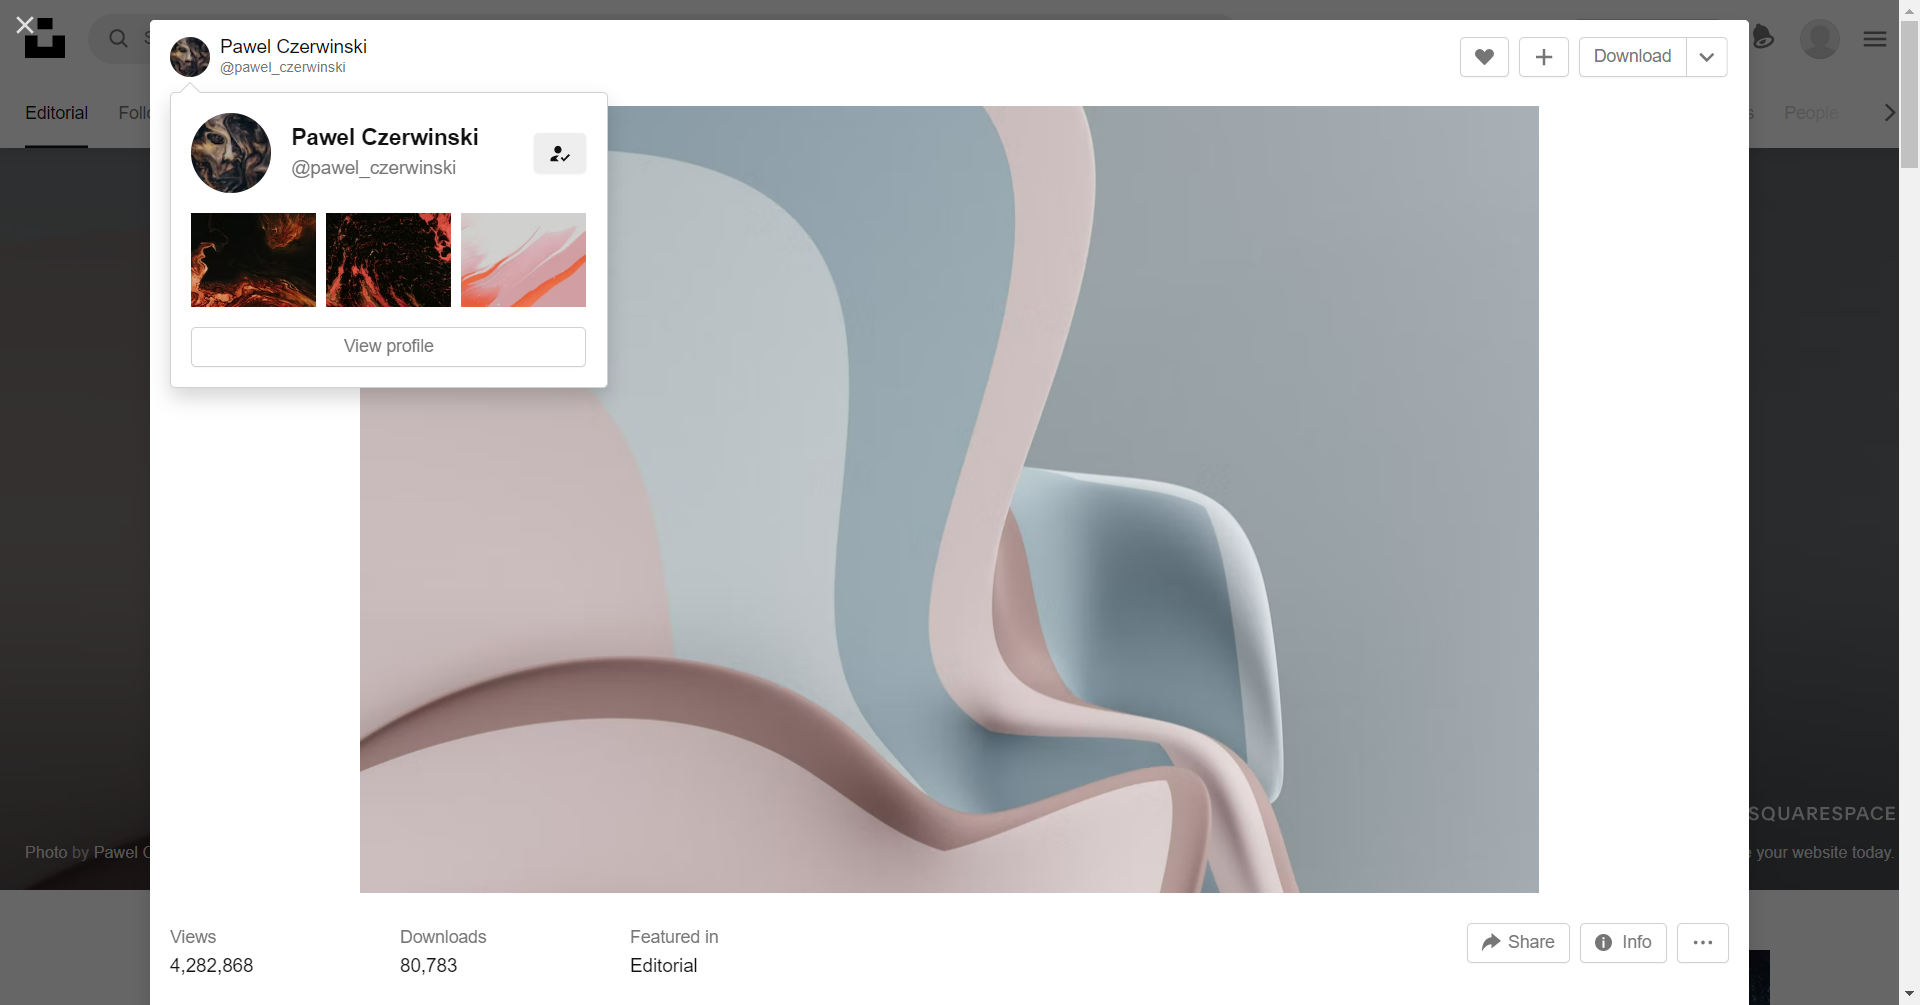 Pawel Czerwinski
@pawel_czerwinski
Download
Editorial
People
Pawel Czerwinski
@pawel_czerwinski
View profile
SQUARESPACE
Photo by Pawel
your website today.
Views
4,282,868
Downloads
80,783
Featured in
Editorial
Share
Info